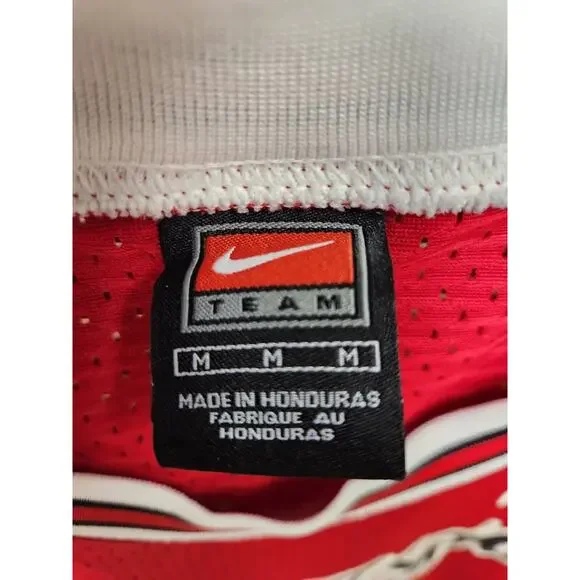 TEAM
M M M
MADE IN HONDURAS
FABRIQUE AU
HONDURAS